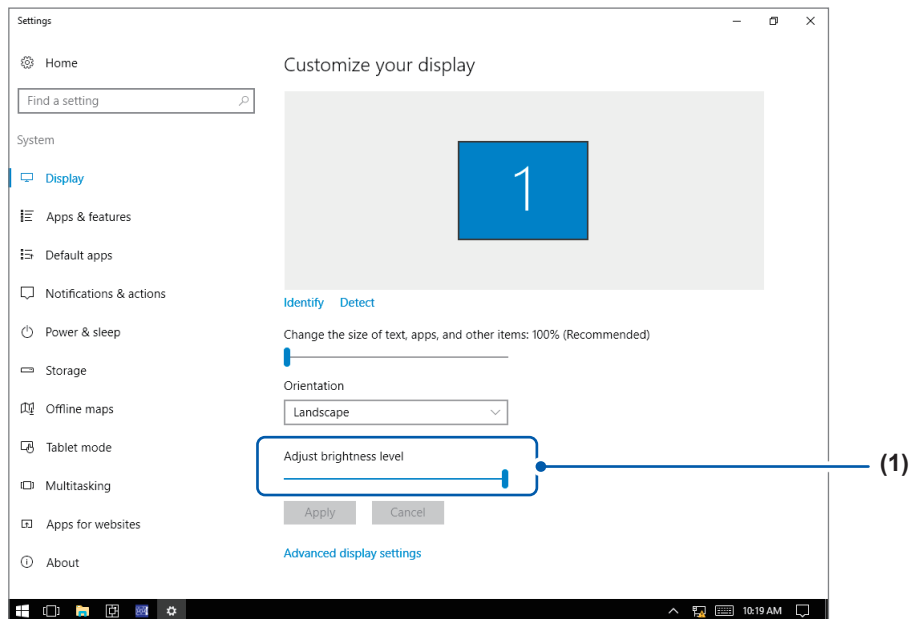 Settings
Home
Customize your display
Find a setting
System
1
Display
Apps & features
Default apps
Notifications & actions
Identify Detect
Power & sleep
Change the size of text, apps, and other items: 100% (Recommended)
Storage
Orientation
Offline maps
Landscape
Tablet mode
Adjust brightness level
(1)
Multitasking
Apply Cancel
Apps for websites
Advanced display settings
About
10:19 AM